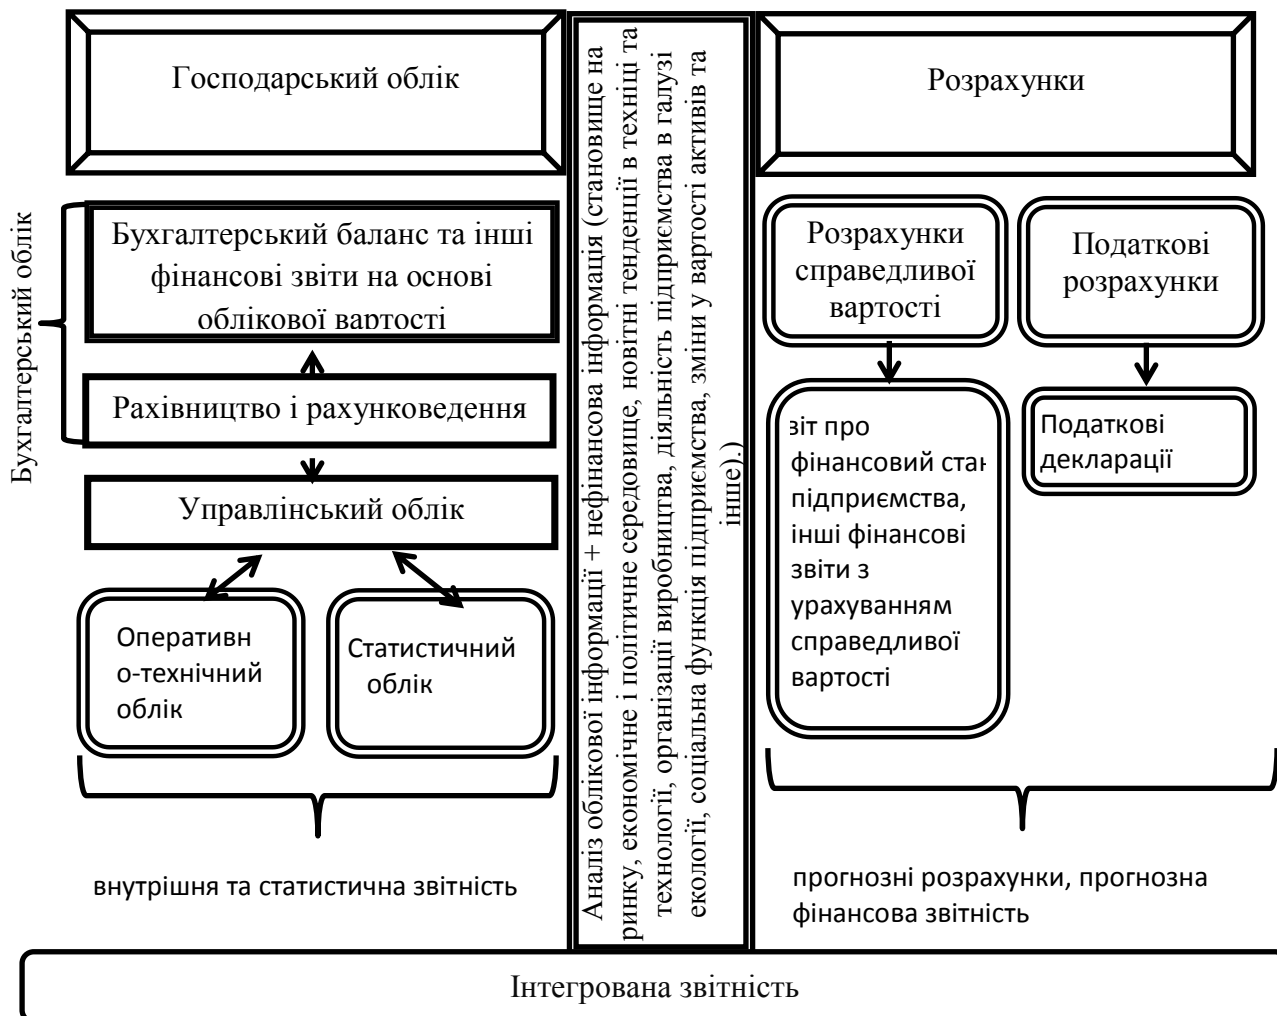 Господарський облік
Бухгалтерський облік
Бухгалтерський баланс та інші
фінансові звіти на основі
облікової вартості
Рахівництво і рахунковедення
Управлінський облік
Оперативн
о-технічний
облік
Статистичний
облік
внутрішня та статистична звітність
Аналіз облікової інформації + нефінансова інформація (становище на
ринку, економічне і політичне середовище, новітні тенденції в техніці та
технології, організації виробництва, діяльність підприємства в галузі
екології, соціальна функція підприємства, зміни у вартості активів та
інше).)
Розрахунки
Розрахунки
справедливої
вартості
Податкові
розрахунки
віт про
фінансовий стан
підприємства,
інші фінансові
звіти з
урахуванням
справедливої
вартості
Податкові
декларації
прогнозні розрахунки, прогнозна
фінансова звітність
Інтегрована звітність